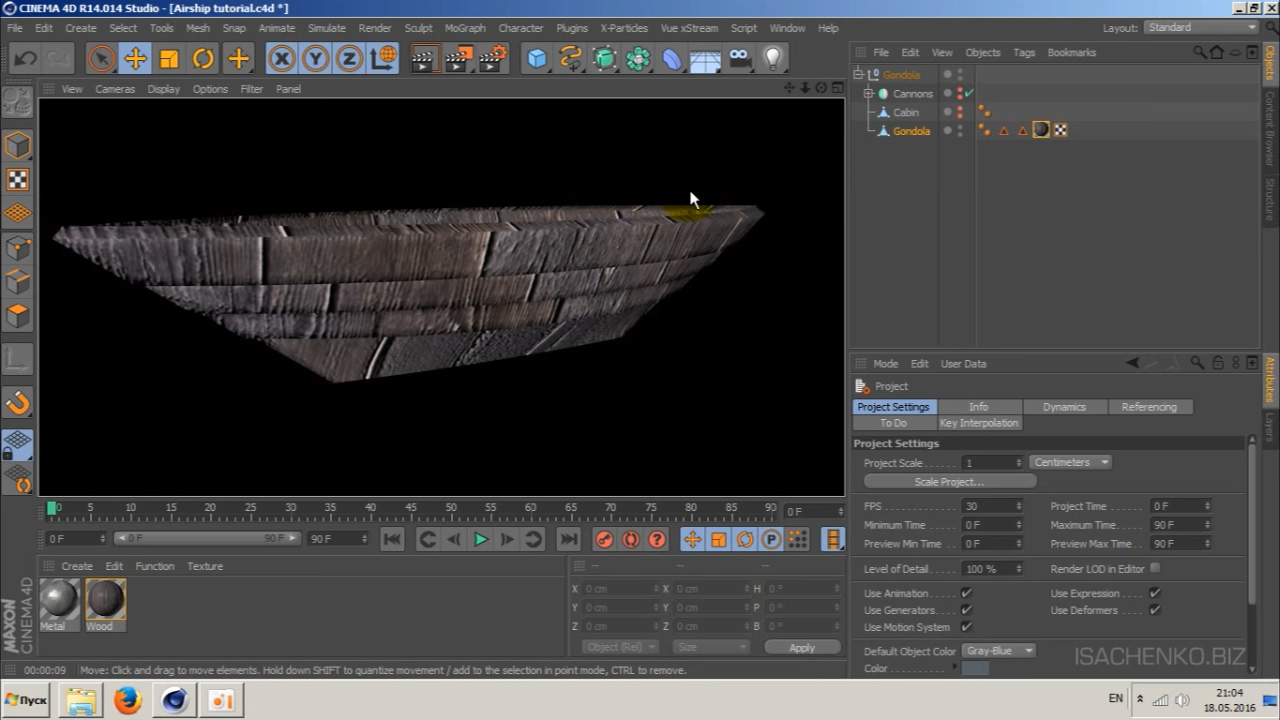 CINEMA 4D R14.014 Studio - [Airship tutorial.c4d *]
File Edit Create Select Tools Mesh Snap Animate Simulate Render Sculpt MoGraph Character Plugins X-Particles Vue xStream Script Window Help Layout: Standard
X Y Z
File Edit View Objects Tags Bookmarks
View Cameras Display Options Filter Panel
Gondola
Cannons
Cabin
Gondola
Objects
Content Browser
Structure
Mode Edit User Data
Project
Project Settings Info Dynamics Referencing
To Do Key Interpolation
Project Settings
Project Scale 1 Centimeters
Scale Project...
FPS 30 Project Time 0 F
Minimum Time 0 F Maximum Time 90 F
Preview Min Time 0 F Preview Max Time 90 F
Level of Detail 100 % Render LOD in Editor
Use Animation Use Expression
Use Generators Use Deformers
Use Motion System
Default Object Color Gray-Blue
Color
Attributes
Layers
0 5 10 15 20 25 30 35 40 45 50 55 60 65 70 75 80 85 90 0 F
0 F 0 F 90 F 90 F
Create Edit Function Texture
Metal Wood
-- -- --
X 0 cm X 0 cm H 0 °
Y 0 cm Y 0 cm P 0 °
Z 0 cm Z 0 cm B 0 °
Object (Rel) Size Apply
MAXON
CINEMA 4D
00:00:09 Move: Click and drag to move elements. Hold down SHIFT to quantize movement / add to the selection in point mode, CTRL to remove.
ISACHENKO.BIZ
Пуск
EN
21:04
18.05.2016